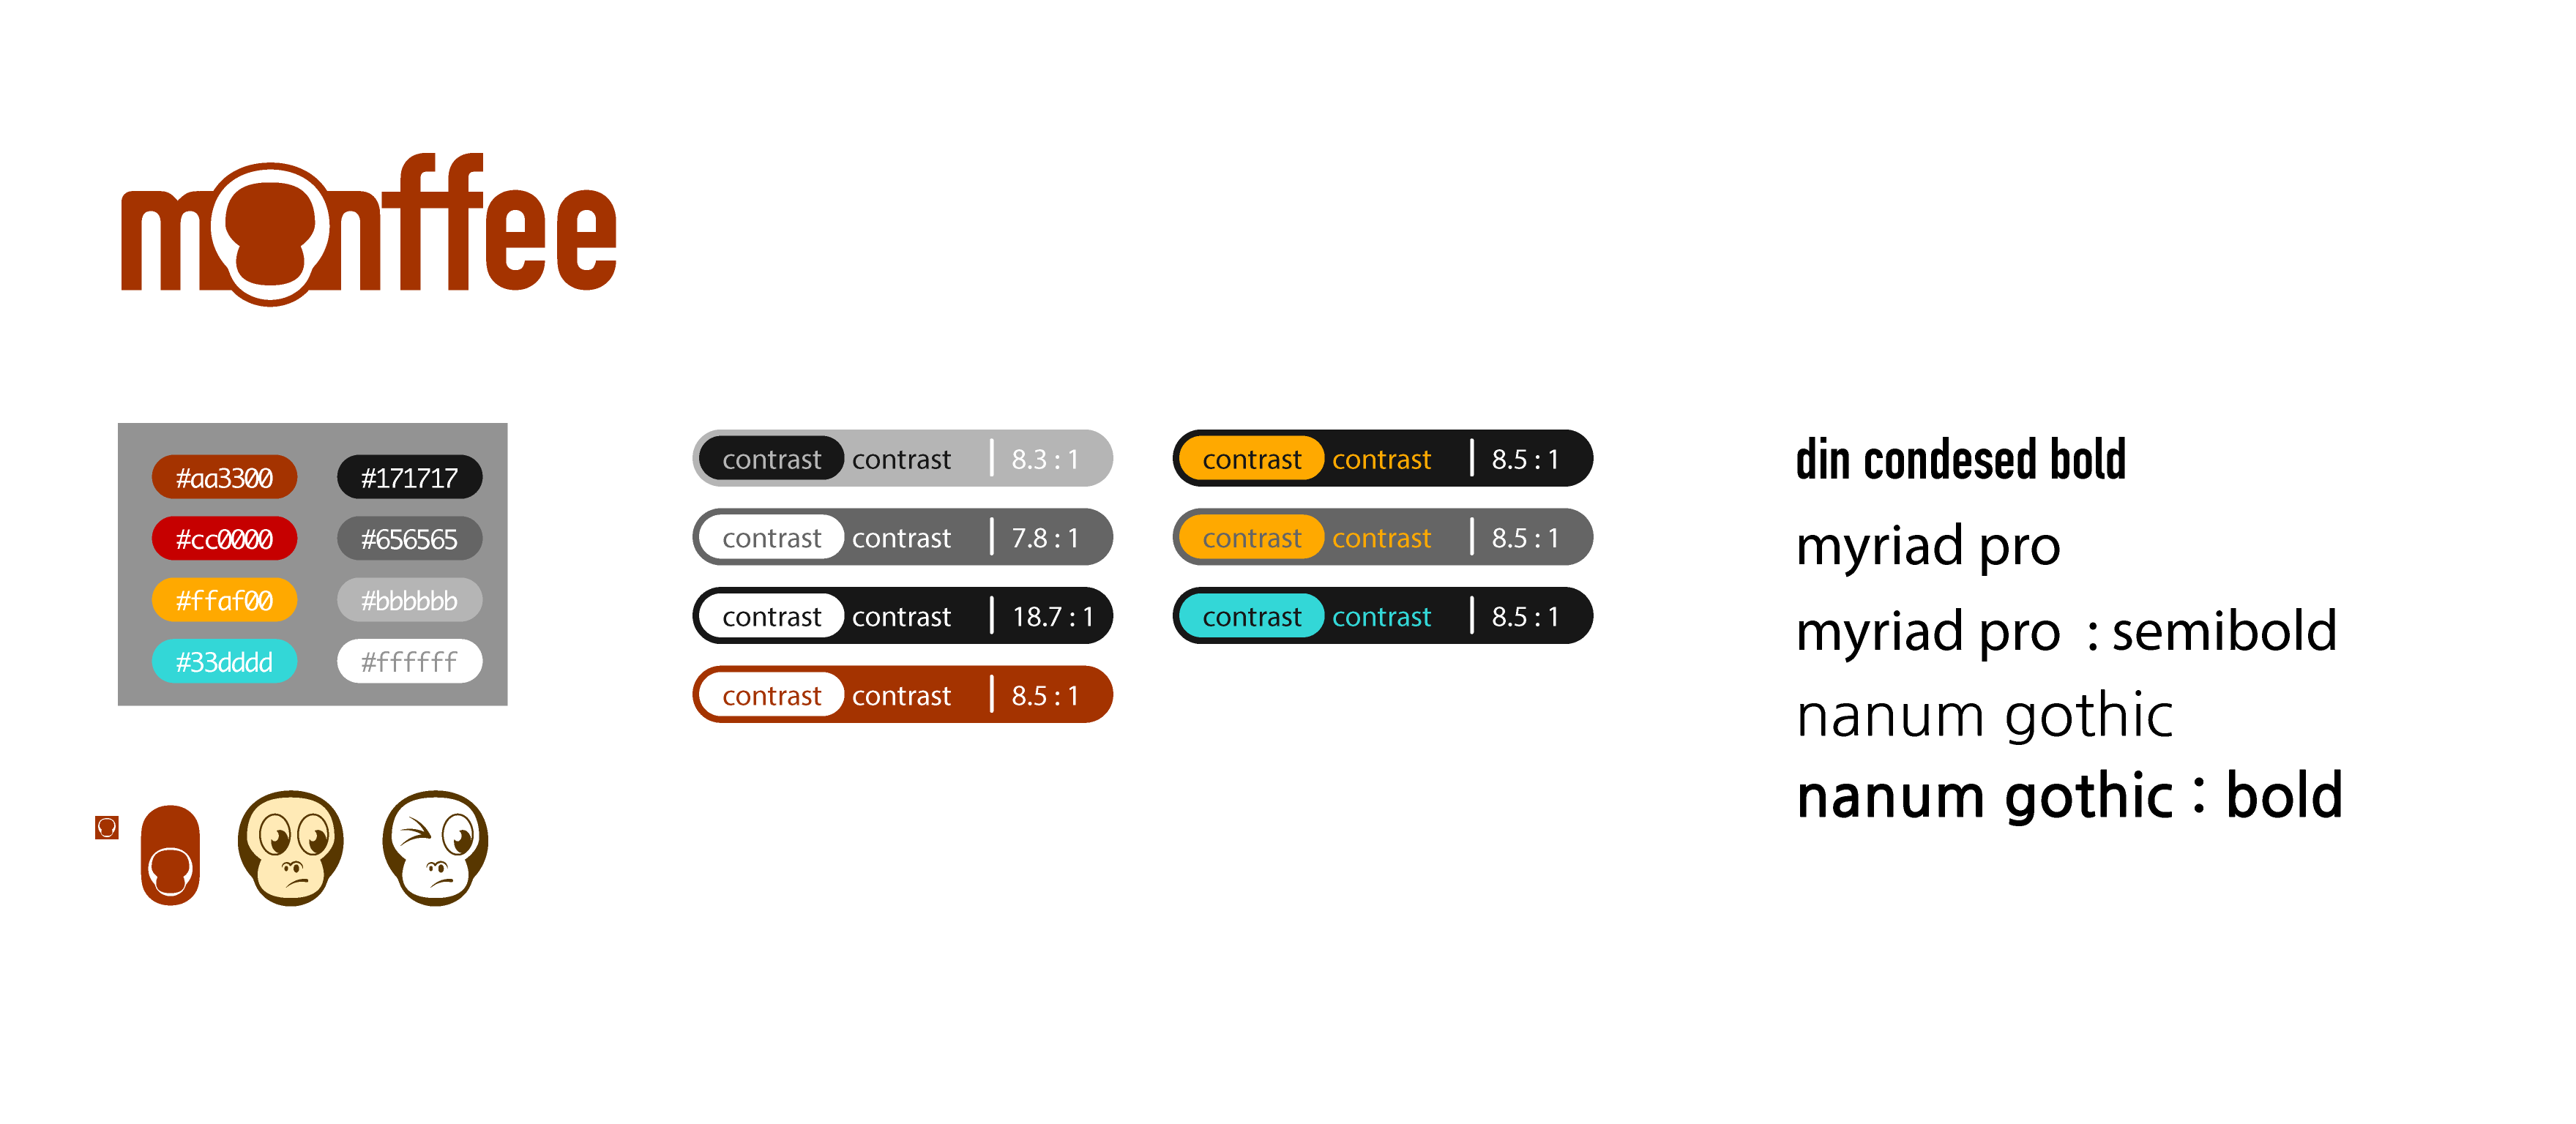 monffee
#aa3300
#171717
#cc0000
#656565
#ffaf00
#bbbbbb
#33dddd
#ffffff
contrast contrast | 8.3 : 1
contrast contrast | 7.8 : 1
contrast contrast | 18.7 : 1
contrast contrast | 8.5 : 1
contrast contrast | 8.5 : 1
contrast contrast | 8.5 : 1
contrast contrast | 8.5 : 1
din condesed bold
myriad pro
myriad pro : semibold
nanum gothic
nanum gothic : bold